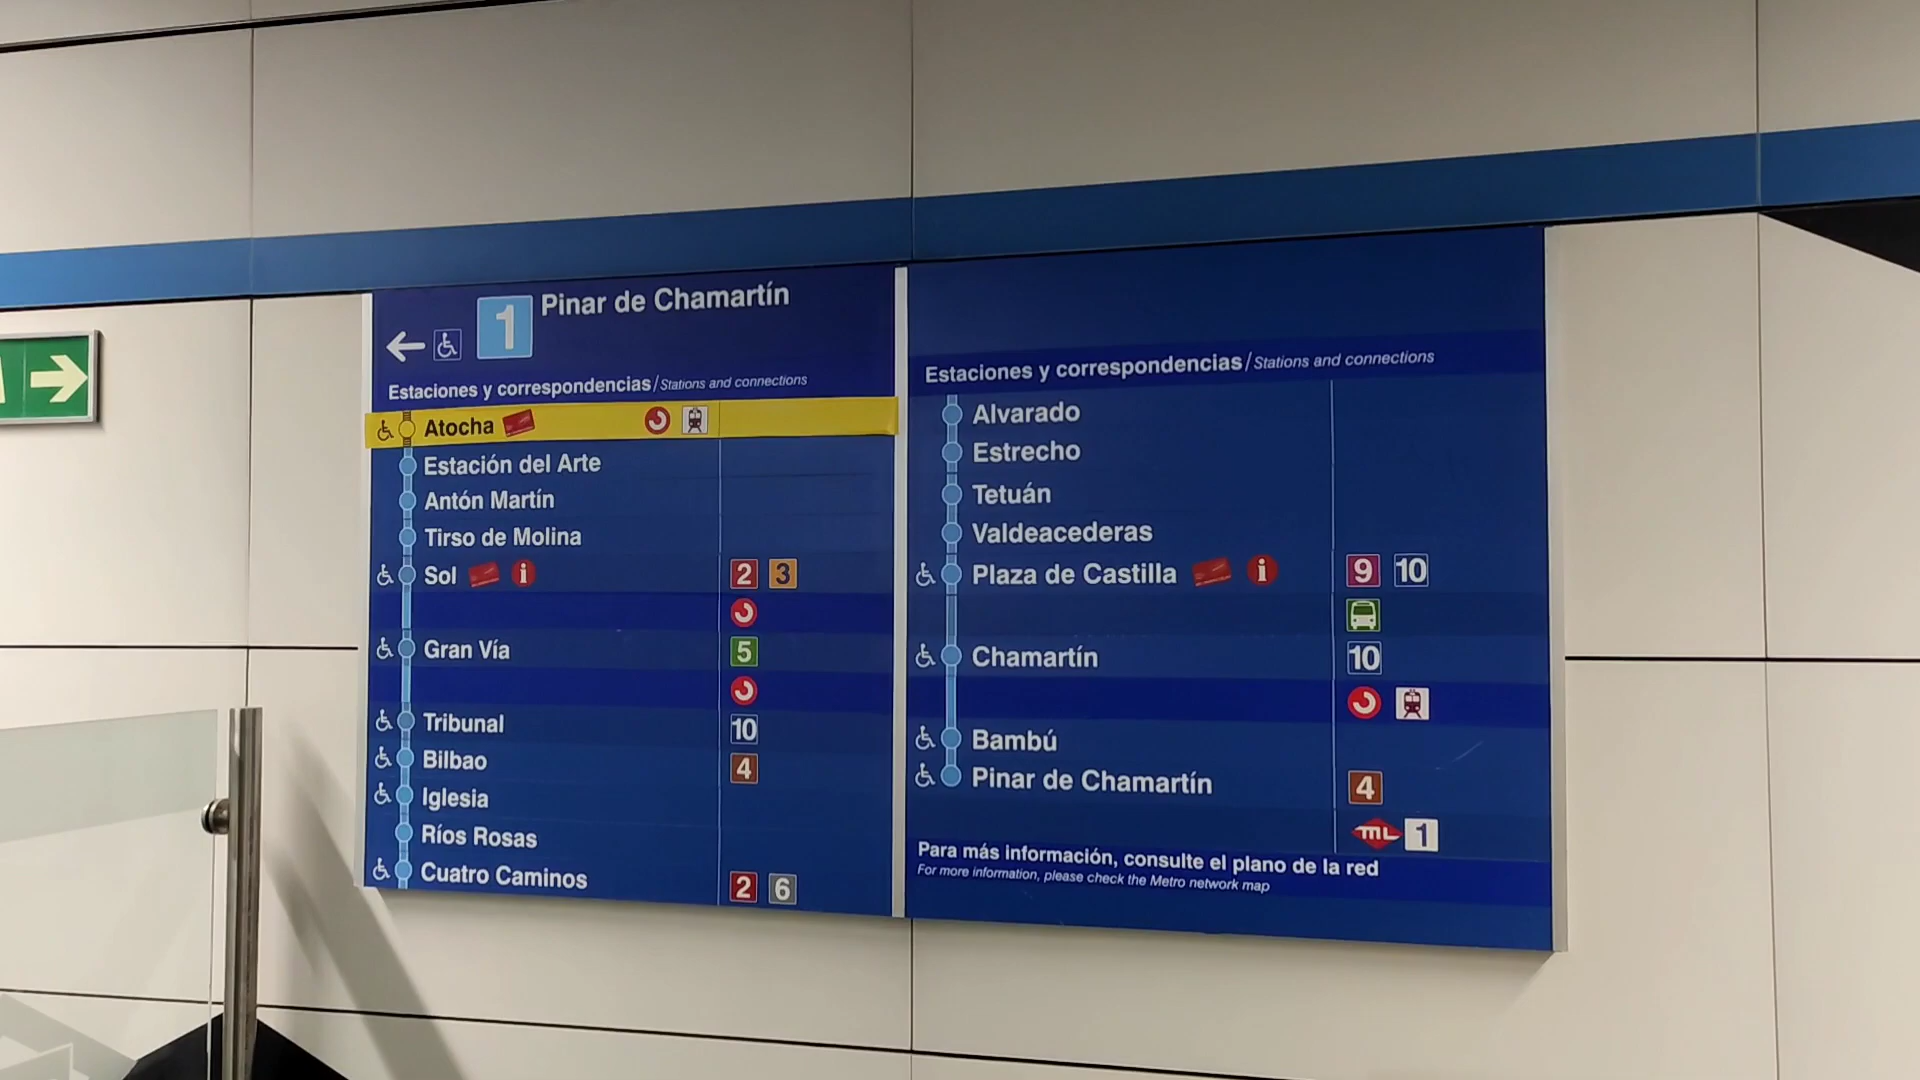 1 Pinar de Chamartín
Estaciones y correspondencias / Stations and connections
Atocha
Estación del Arte
Antón Martín
Tirso de Molina
Sol i 2 3
Gran Vía 5
Tribunal 10
Bilbao 4
Iglesia
Ríos Rosas
Cuatro Caminos 2 6
Estaciones y correspondencias / Stations and connections
Alvarado
Estrecho
Tetuán
Valdeacederas
Plaza de Castilla i 9 10
Chamartín 10
Bambú
Pinar de Chamartín 4
ML 1
Para más información, consulte el plano de la red
For more information, please check the Metro network map